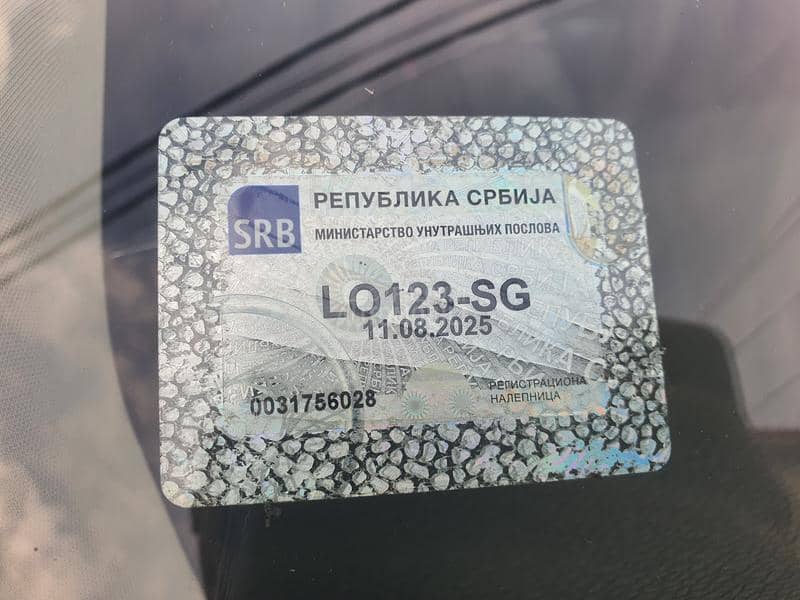 SRB
РЕПУБЛИКА СРБИЈА
МИНИСТАРСТВО УНУТРАШЊИХ ПОСЛОВА
LO123-SG
11.08.2025
0031756028
РЕГИСТРАЦИОНА
НАЛЕПНИЦА